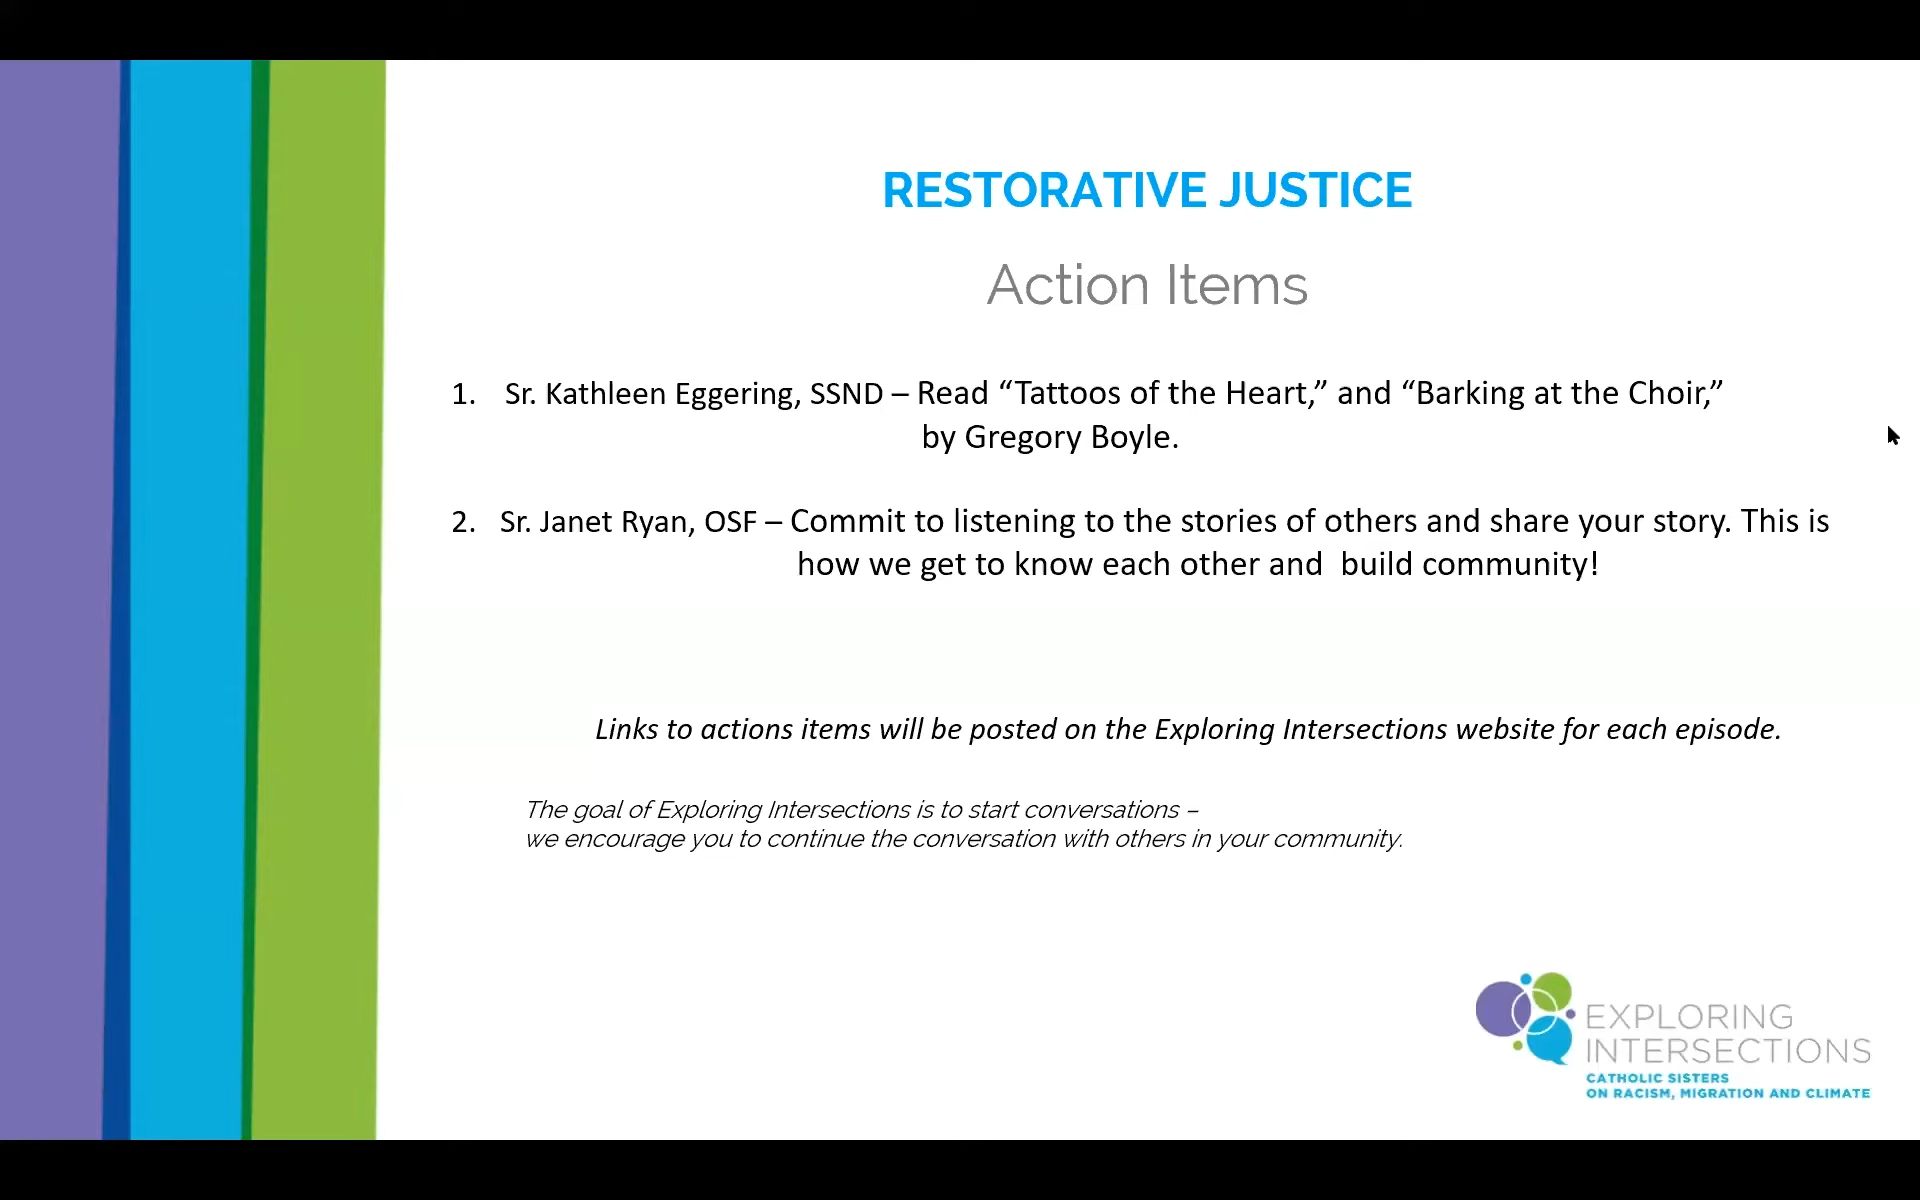 RESTORATIVE JUSTICE
Action Items
1. Sr. Kathleen Eggering, SSND – Read “Tattoos of the Heart,” and “Barking at the Choir,”
by Gregory Boyle.
2. Sr. Janet Ryan, OSF – Commit to listening to the stories of others and share your story. This is
how we get to know each other and  build community!
Links to actions items will be posted on the Exploring Intersections website for each episode.
The goal of Exploring Intersections is to start conversations –
we encourage you to continue the conversation with others in your community.
EXPLORING
INTERSECTIONS
CATHOLIC SISTERS
ON RACISM, MIGRATION AND CLIMATE